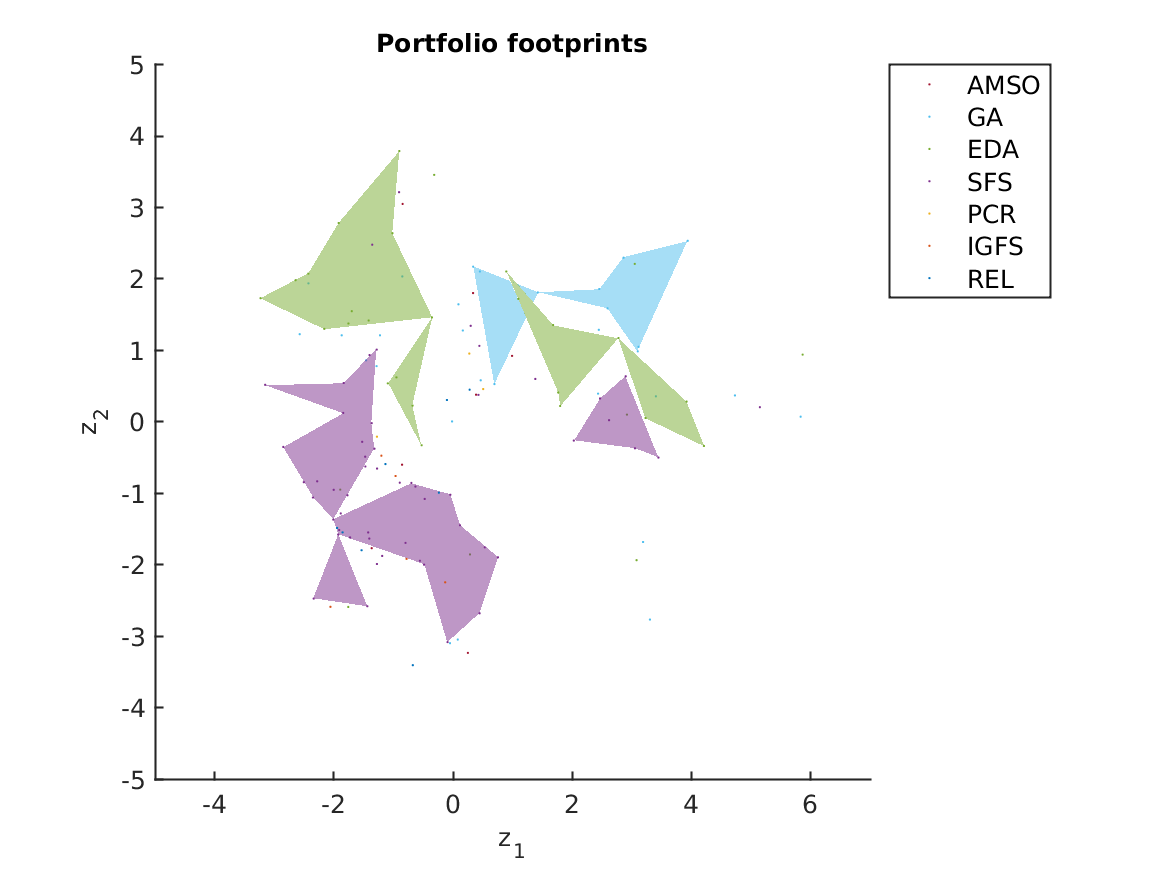 Portfolio footprints
5
4
3
2
1
0
-1
-2
-3
-4
-5
z2
-4 -2 0 2 4 6
z1
AMSO
GA
EDA
SFS
PCR
IGFS
REL